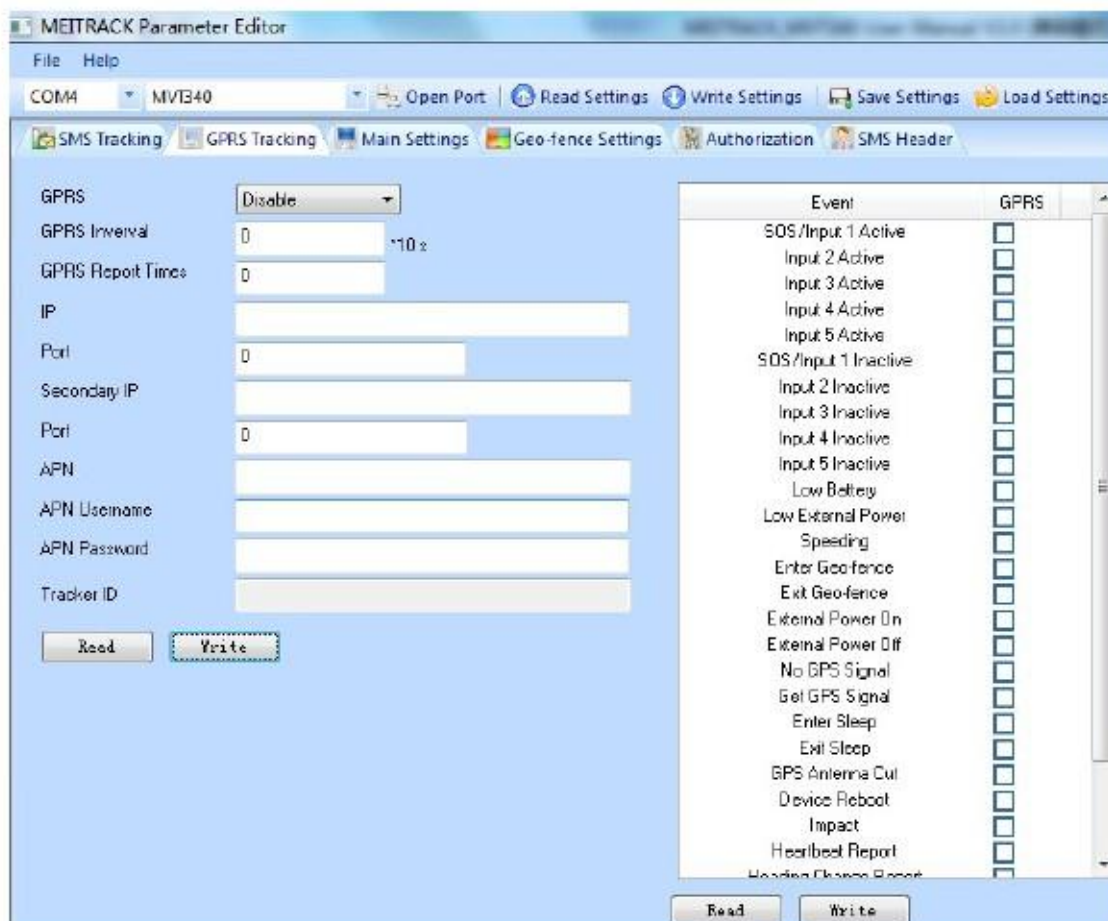 MEITRACK Parameter Editor
File Help
COM4 MVT340 Open Port Read Settings Write Settings Save Settings Load Settings
SMS Tracking GPRS Tracking Main Settings Geo-fence Settings Authorization SMS Header
GPRS Disable
GPRS Inverval 0 *10 s
GPRS Report Times 0
IP
Port 0
Secondary IP
Port 0
APN
APN Username
APN Password
Tracker ID
Read Write
Event GPRS
SOS/Input 1 Active
Input 2 Active
Input 3 Active
Input 4 Active
Input 5 Active
SOS/Input 1 Inactive
Input 2 Inactive
Input 3 Inactive
Input 4 Inactive
Input 5 Inactive
Low Battery
Low External Power
Speeding
Enter Geo-fence
Exit Geo-fence
External Power On
External Power Off
No GPS Signal
Get GPS Signal
Enter Sleep
Exit Sleep
GPS Antenna Cut
Device Reboot
Impact
Heartbeat Report
Heading Change Report
Read Write